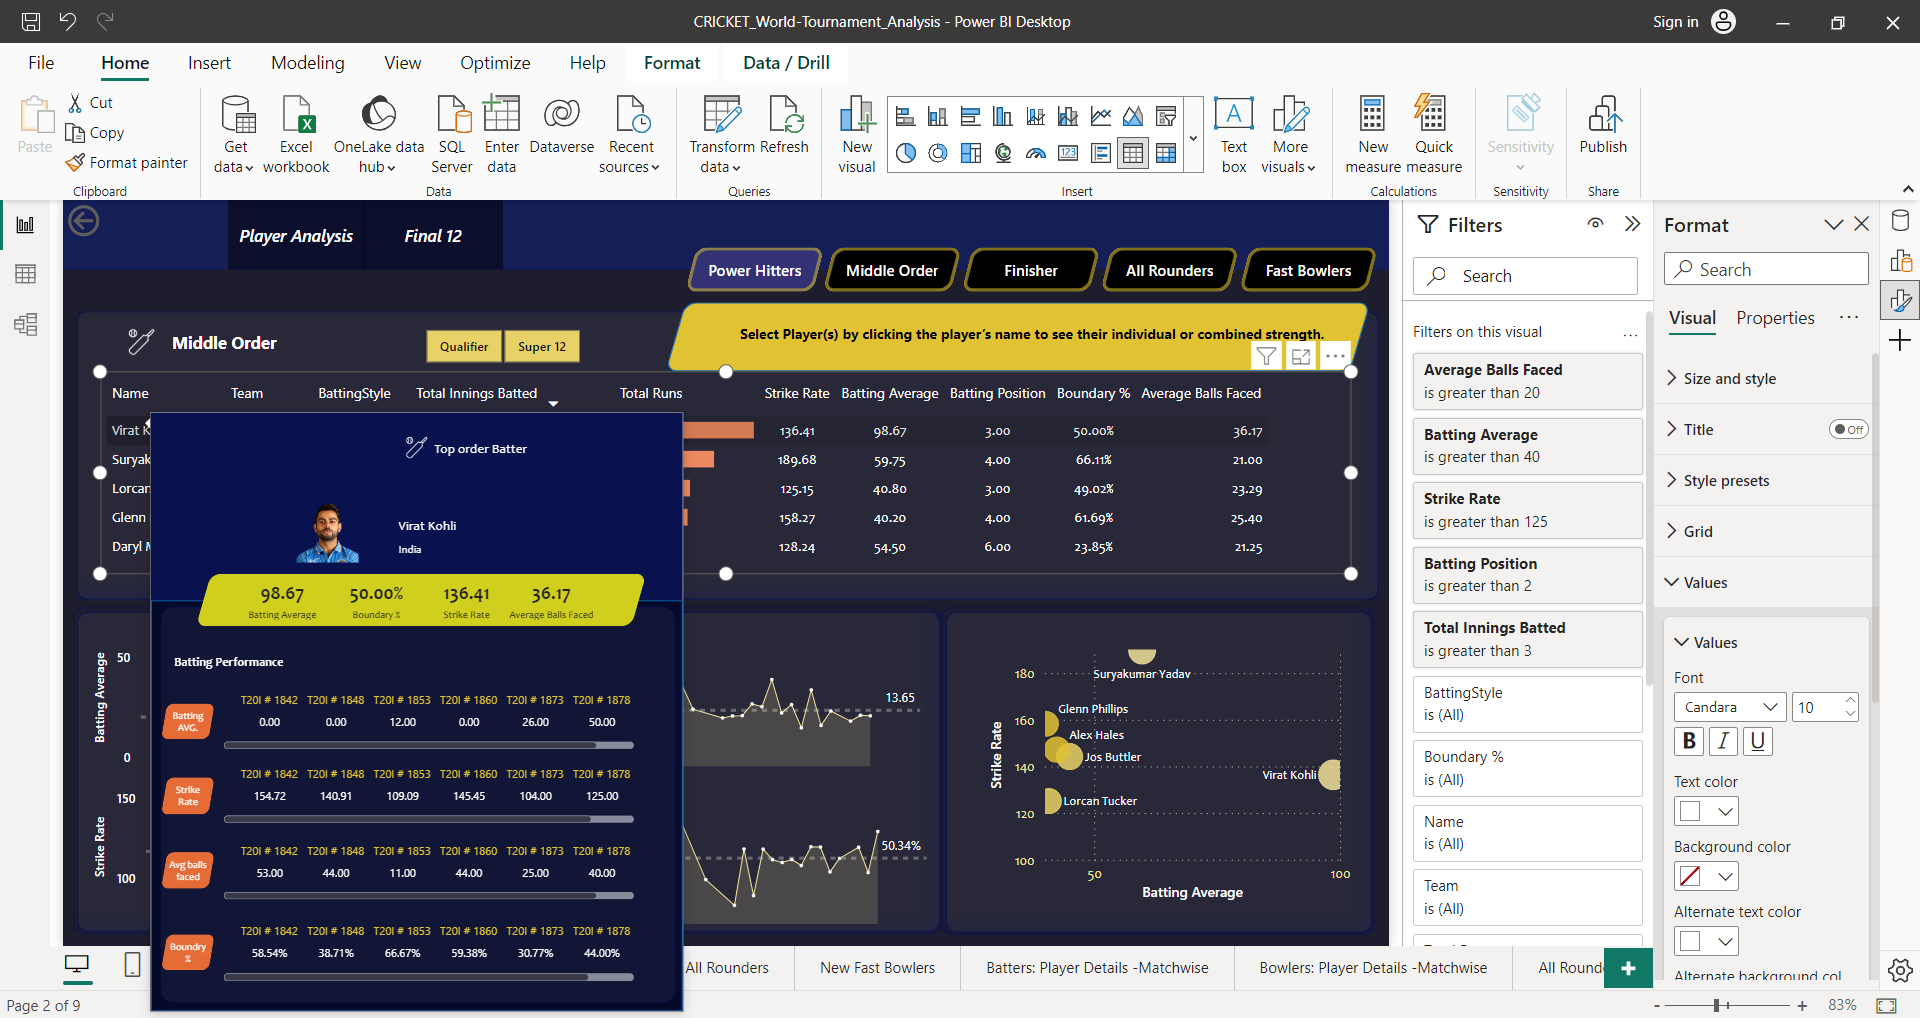 CRICKET_World-Tournament_Analysis - Power BI Desktop
Sign in
File Home Insert Modeling View Optimize Help Format Data / Drill
Paste
Cut
Copy
Format painter
Clipboard
Get data
Excel workbook
OneLake data hub
SQL Server
Enter data
Dataverse
Recent sources
Data
Transform data
Refresh
Queries
New visual
123
A
Text box
More visuals
Insert
New measure
Quick measure
Calculations
Sensitivity
Sensitivity
Publish
Share
Player Analysis
Final 12
Power Hitters
Middle Order
Finisher
All Rounders
Fast Bowlers
Middle Order
Qualifier
Super 12
Select Player(s) by clicking the player's name to see their individual or combined strength.
Name Team BattingStyle Total Innings Batted Total Runs Strike Rate Batting Average Batting Position Boundary % Average Balls Faced
Virat K 136.41 98.67 3.00 50.00% 36.17
Suryak 189.68 59.75 4.00 66.11% 21.00
Lorcan 125.15 40.80 3.00 49.02% 23.29
Glenn 158.27 40.20 4.00 61.69% 25.40
Daryl M 128.24 54.50 6.00 23.85% 21.25
Top order Batter
Virat Kohli
India
98.67 50.00% 136.41 36.17
Batting Average Boundary % Strike Rate Average Balls Faced
Batting Performance
Batting AVG.
T20I # 1842 T20I # 1848 T20I # 1853 T20I # 1860 T20I # 1873 T20I # 1878
0.00 0.00 12.00 0.00 26.00 50.00
Strike Rate
T20I # 1842 T20I # 1848 T20I # 1853 T20I # 1860 T20I # 1873 T20I # 1878
154.72 140.91 109.09 145.45 104.00 125.00
Avg balls faced
T20I # 1842 T20I # 1848 T20I # 1853 T20I # 1860 T20I # 1873 T20I # 1878
53.00 44.00 11.00 44.00 25.00 40.00
Boundry %
T20I # 1842 T20I # 1848 T20I # 1853 T20I # 1860 T20I # 1873 T20I # 1878
58.54% 38.71% 66.67% 59.38% 30.77% 44.00%
Batting Average
50
0
Strike Rate
150
100
13.65
50.34%
Strike Rate
180
160
140
120
100
Suryakumar Yadav
Glenn Phillips
Alex Hales
Jos Buttler
Virat Kohli
Lorcan Tucker
50
100
Batting Average
Filters
Search
Filters on this visual
Average Balls Faced
is greater than 20
Batting Average
is greater than 40
Strike Rate
is greater than 125
Batting Position
is greater than 2
Total Innings Batted
is greater than 3
BattingStyle
is (All)
Boundary %
is (All)
Name
is (All)
Team
is (All)
Format
Search
Visual
Properties
Size and style
Title
Off
Style presets
Grid
Values
Values
Font
Candara
10
B I U
Text color
Background color
Alternate text color
Alternate background col
All Rounders
New Fast Bowlers
Batters: Player Details -Matchwise
Bowlers: Player Details -Matchwise
All Round
+
Page 2 of 9
- + 83%